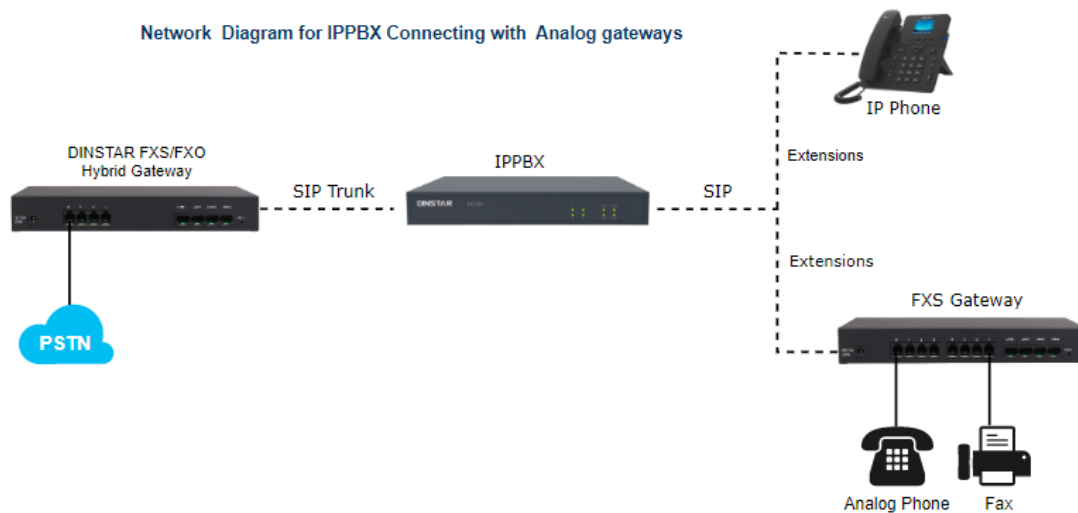 Network Diagram for IPPBX Connecting with Analog gateways
IP Phone
DINSTAR FXS/FXO
Hybrid Gateway
IPPBX
Extensions
SIP Trunk
SIP
DINSTAR
Extensions
FXS Gateway
PSTN
Analog Phone
Fax